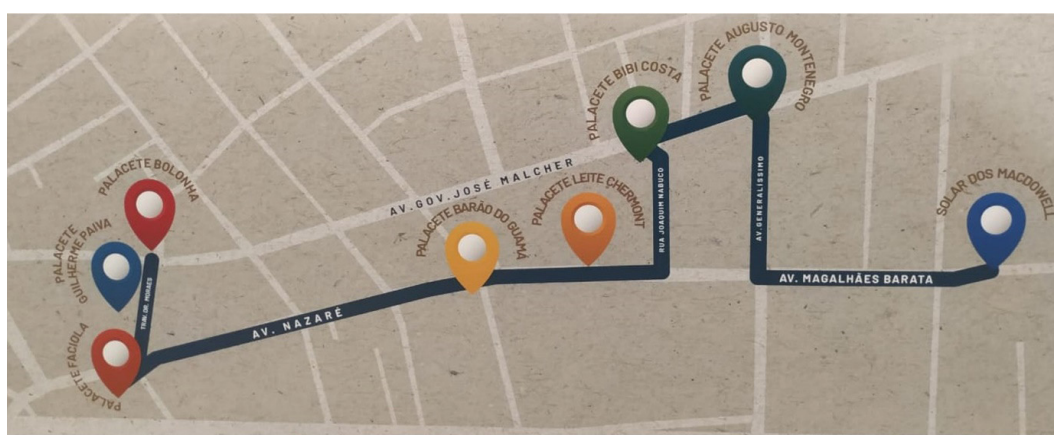 PALACETE BOLONHA
PALACETE
GUILHERME PAIVA
TRAV. DR. MORAES
PALACETE FACIOLA
AV. NAZARÉ
AV. GOV. JOSÉ MALCHER
PALACETE BARÃO DO GUAMÁ
PALACETE LEITE CHERMONT
PALACETE BIBI COSTA
RUA JOAQUIM NABUCO
PALACETE AUGUSTO MONTENEGRO
AV. GENERALÍSSIMO
AV. MAGALHÃES BARATA
SOLAR DOS MACDOWELL